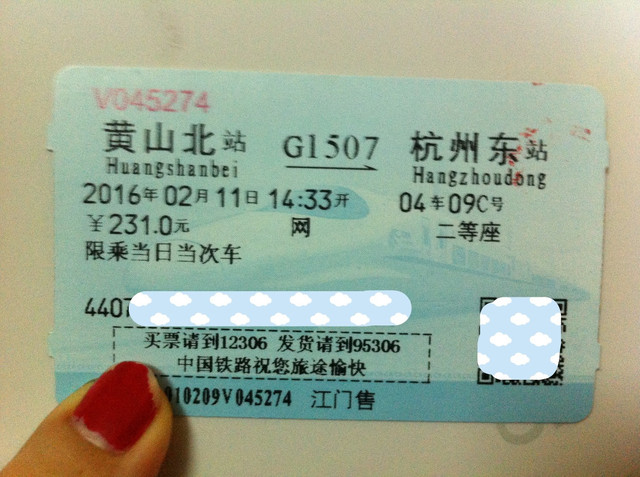 V045274
黄山北站 G1507 杭州东站
Huangshanbei Hangzhoudong
2016年02月11日 14:33开 04车09C号
￥231.0元 网 二等座
限乘当日当次车
4407
买票请到12306 发货请到95306
中国铁路祝您旅途愉快
010209V045274 江门售